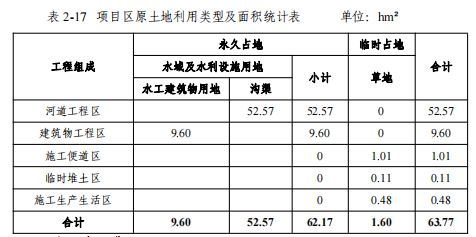 表 2-17 项目区原土地利用类型及面积统计表 单位：hm²
工程组成 永久占地 临时占地 合计
水域及水利设施用地 小计 草地
水工建筑物用地 沟渠
河道工程区 52.57 52.57 0 52.57
建筑物工程区 9.60 9.60 0 9.60
施工便道区 0 1.01 1.01
临时堆土区 0 0.11 0.11
施工生产生活区 0 0.48 0.48
合计 9.60 52.57 62.17 1.60 63.77